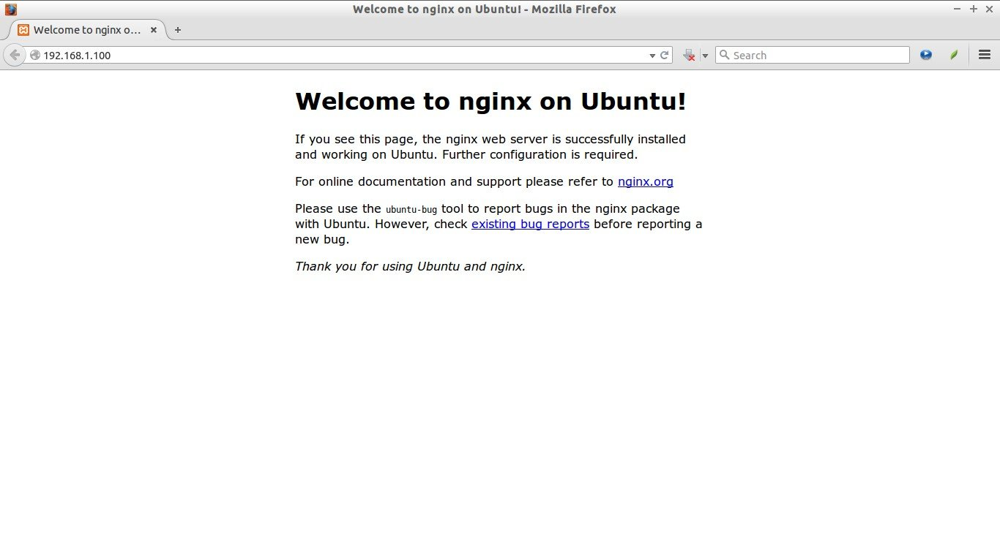 Welcome to nginx on Ubuntu! - Mozilla Firefox
Welcome to nginx o...
192.168.1.100
Search
Welcome to nginx on Ubuntu!
If you see this page, the nginx web server is successfully installed
and working on Ubuntu. Further configuration is required.
For online documentation and support please refer to nginx.org
Please use the ubuntu-bug tool to report bugs in the nginx package
with Ubuntu. However, check existing bug reports before reporting a
new bug.
Thank you for using Ubuntu and nginx.